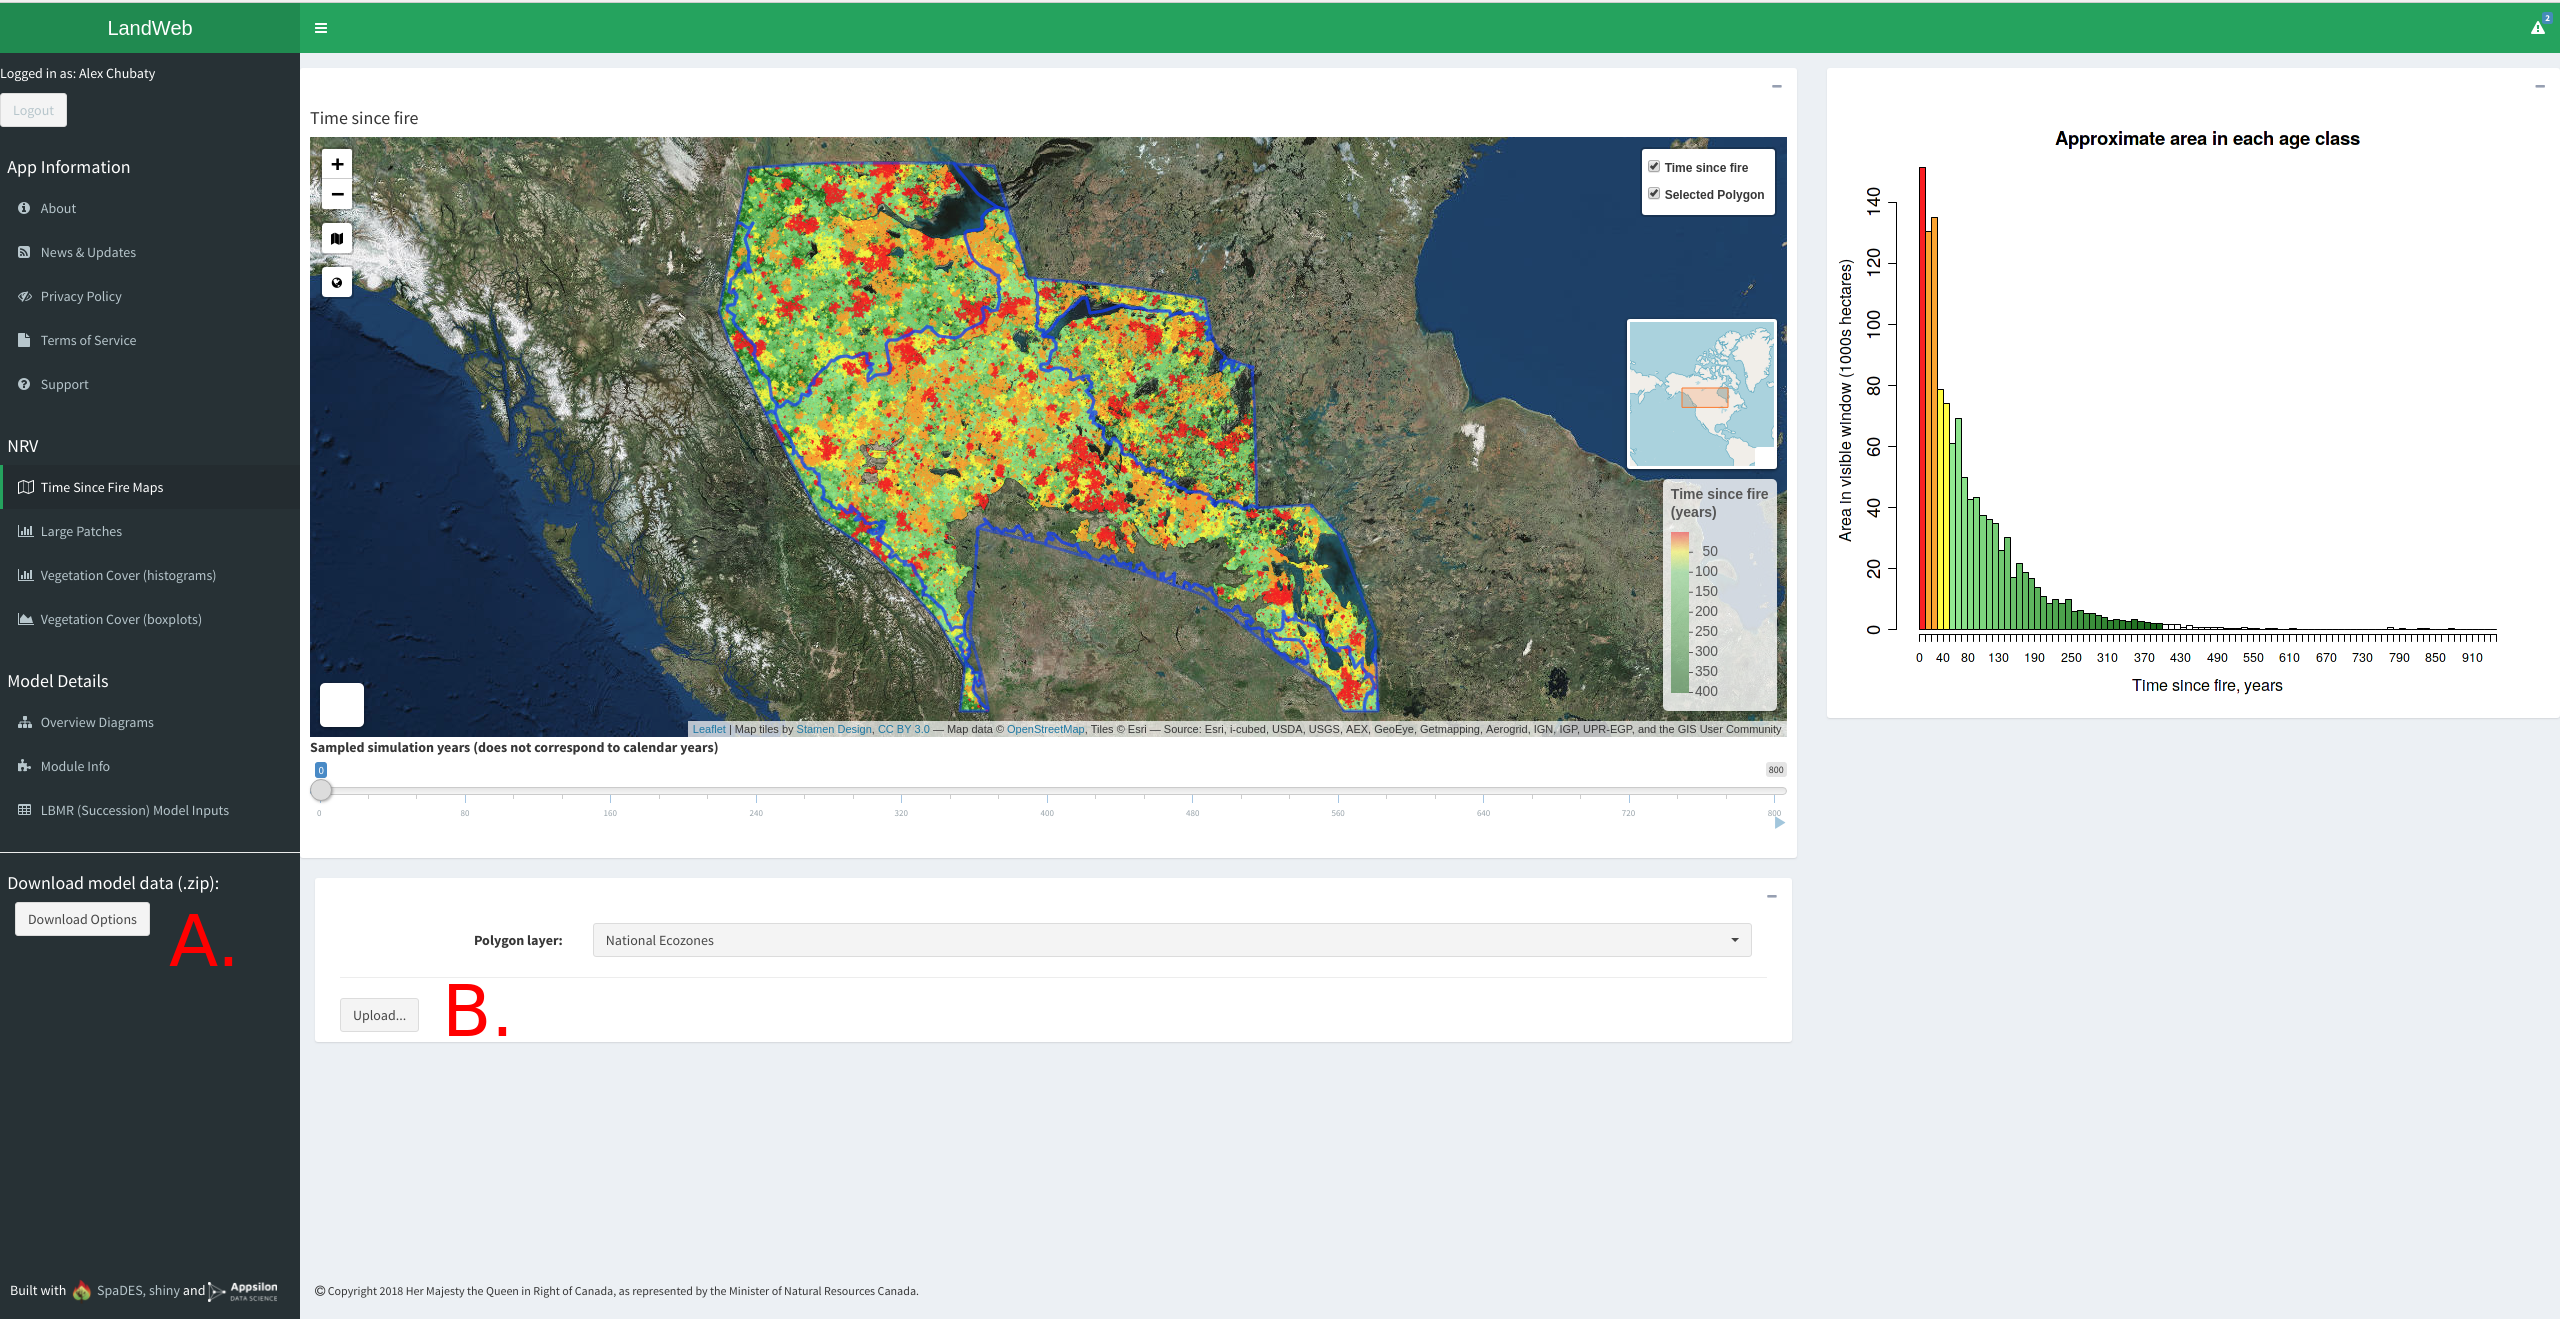 LandWeb
2
Logged in as: Alex Chubaty
Logout
App Information
About
News & Updates
Privacy Policy
Terms of Service
Support
NRV
Time Since Fire Maps
Large Patches
Vegetation Cover (histograms)
Vegetation Cover (boxplots)
Model Details
Overview Diagrams
Module Info
LBMR (Succession) Model Inputs
Download model data (.zip):
Download Options
A.
Built with SpaDES, shiny and Appsilon
DATA SCIENCE
Time since fire
+
−
Time since fire
Selected Polygon
Time since fire
(years)
50
100
150
200
250
300
350
400
Leaflet | Map tiles by Stamen Design, CC BY 3.0 — Map data © OpenStreetMap, Tiles © Esri — Source: Esri, i-cubed, USDA, USGS, AEX, GeoEye, Getmapping, Aerogrid, IGN, IGP, UPR-EGP, and the GIS User Community
Sampled simulation years (does not correspond to calendar years)
0
800
0 80 160 240 320 400 480 560 640 720 800
Polygon layer: National Ecozones
Upload...
B.
© Copyright 2018 Her Majesty the Queen in Right of Canada, as represented by the Minister of Natural Resources Canada.
Approximate area in each age class
Area in visible window (1000s hectares)
140
120
100
80
60
40
20
0
0 40 80 130 190 250 310 370 430 490 550 610 670 730 790 850 910
Time since fire, years